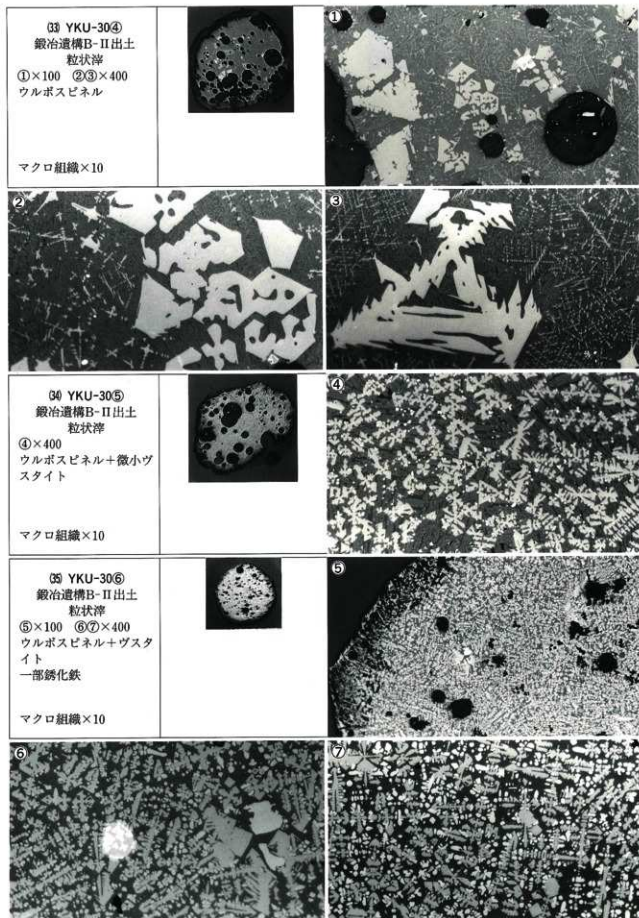 ㉝ YKU-30④
鍛冶遺構B-II出土
粒状滓
①×100 ②③×400
ウルボスピネル
マクロ組織×10
①
②
③
㉞ YKU-30⑤
鍛冶遺構B-II出土
粒状滓
④×400
ウルボスピネル＋微小ヴ
スタイト
マクロ組織×10
④
㉟ YKU-30⑥
鍛冶遺構B-II出土
粒状滓
⑤×100 ⑥⑦×400
ウルボスピネル＋ヴスタ
イト
一部銹化鉄
マクロ組織×10
⑤
⑥
⑦